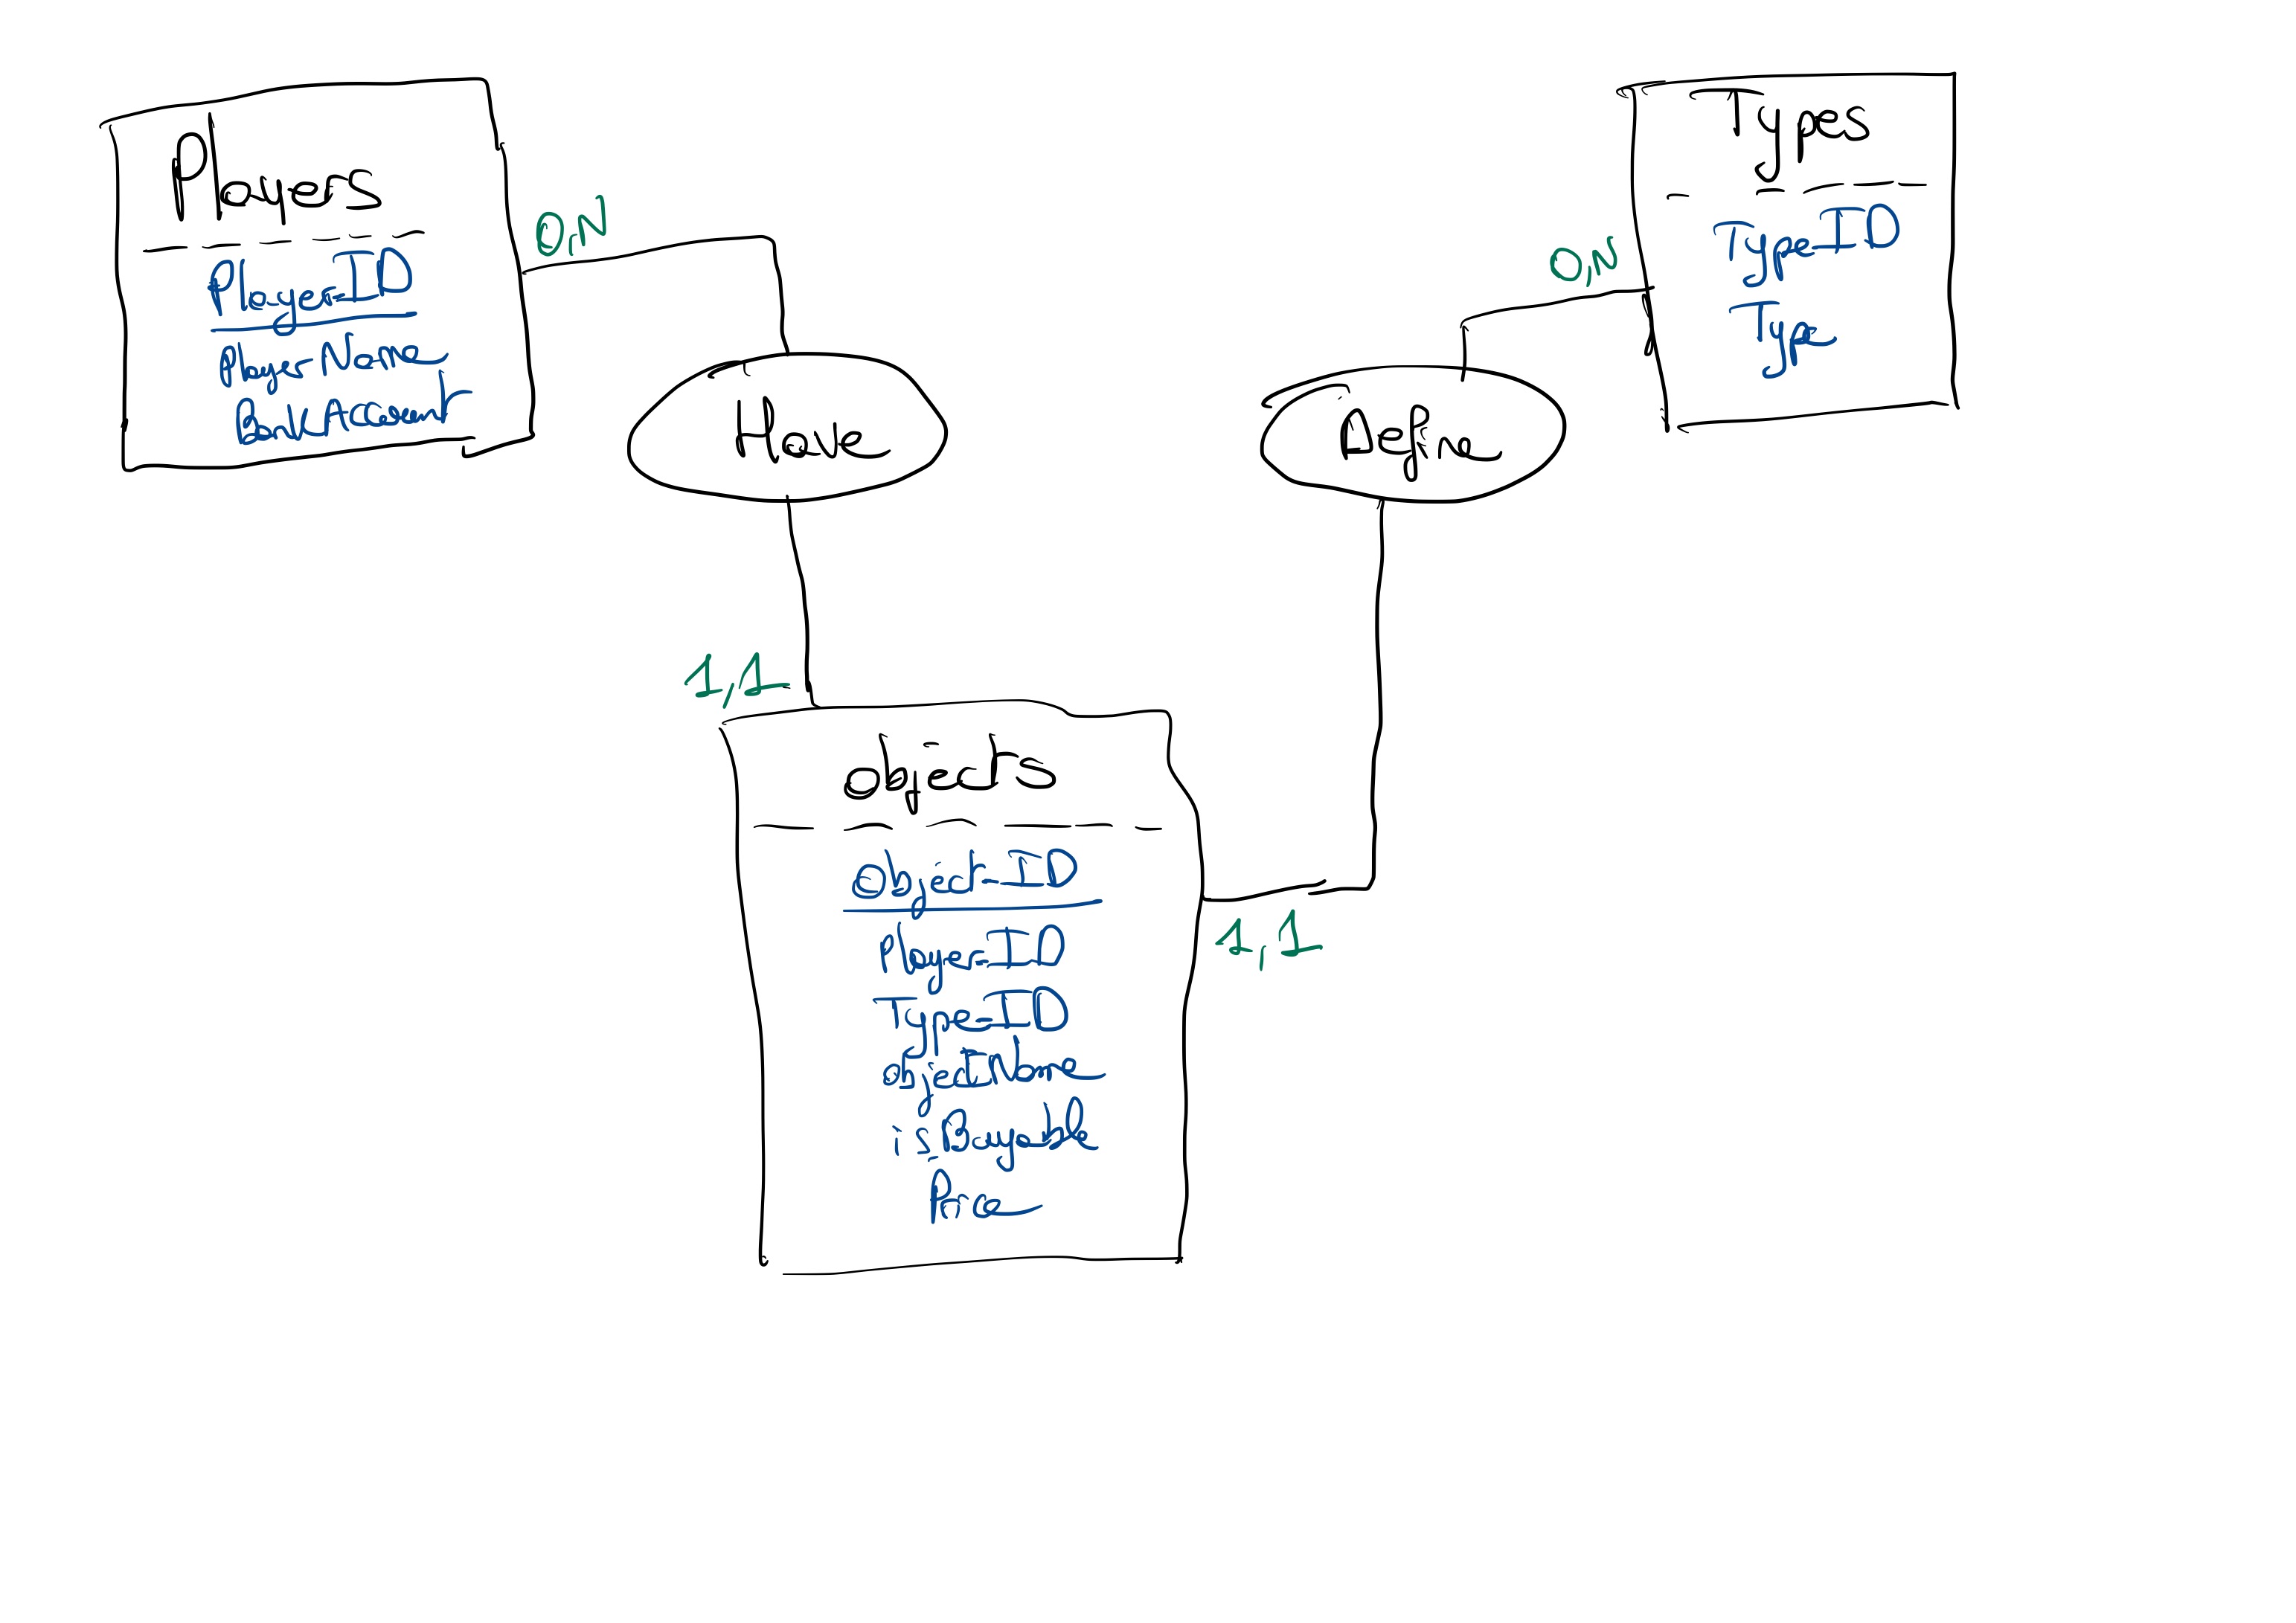 Players
Player_ID
PlayerName
BankAccount
0,N
Have
1,1
objects
Object_ID
Player_ID
Type_ID
objectName
is_Buyable
Price
1,1
Define
0,N
Types
Type_ID
Type